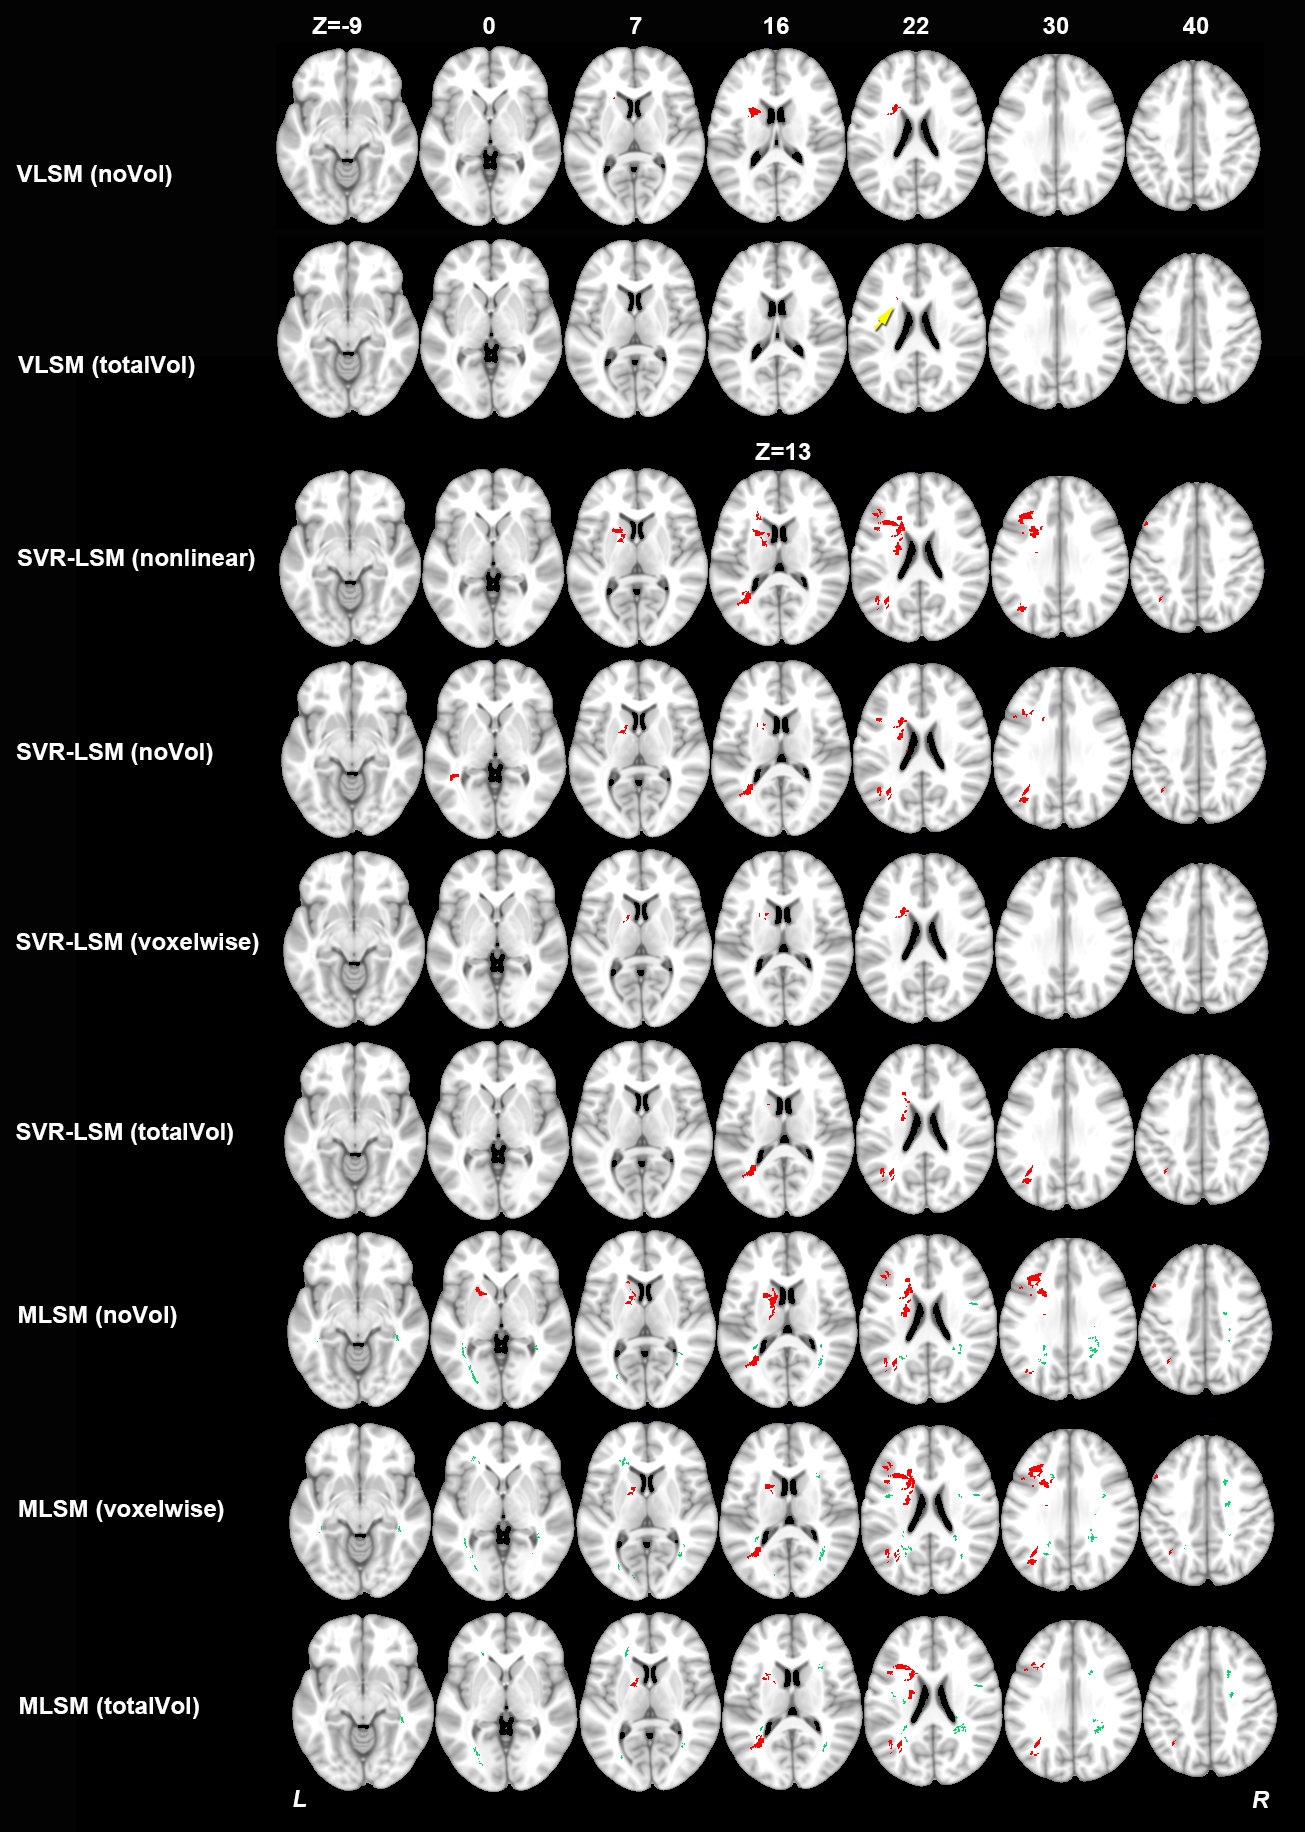 Z=-9 0 7 16 22 30 40
VLSM (noVol)
VLSM (totalVol)
Z=13
SVR-LSM (nonlinear)
SVR-LSM (noVol)
SVR-LSM (voxelwise)
SVR-LSM (totalVol)
MLSM (noVol)
MLSM (voxelwise)
MLSM (totalVol)
L R